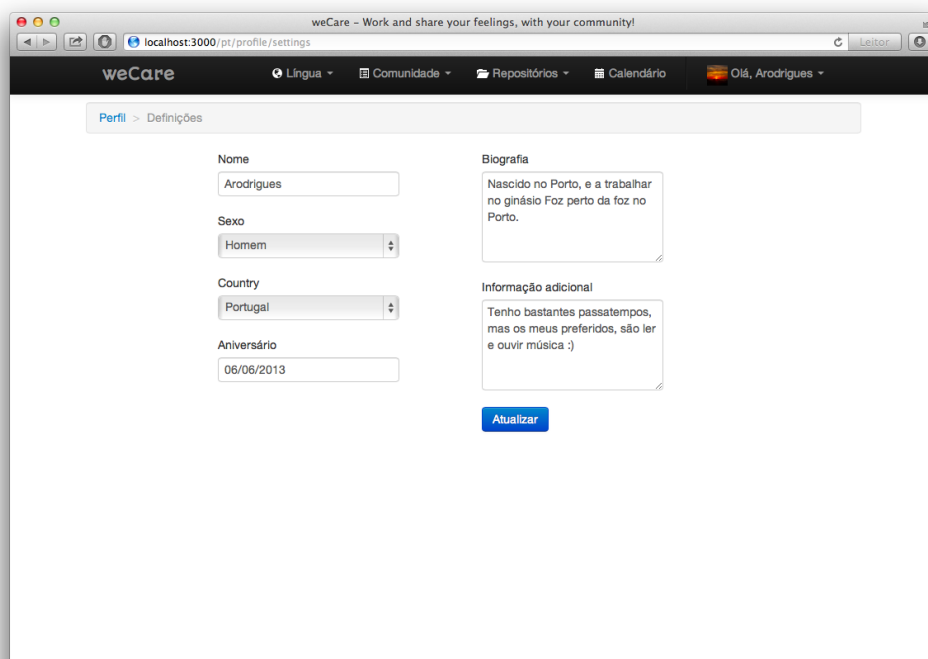 weCare – Work and share your feelings, with your community!
localhost:3000/pt/profile/settings
Leitor
weCare
Língua
Comunidade
Repositórios
Calendário
Olá, Arodrigues
Perfil > Definições
Nome
Arodrigues
Sexo
Homem
Country
Portugal
Aniversário
06/06/2013
Biografia
Nascido no Porto, e a trabalhar
no ginásio Foz perto da foz no
Porto.
Informação adicional
Tenho bastantes passatempos,
mas os meus preferidos, são ler
e ouvir música :)
Atualizar